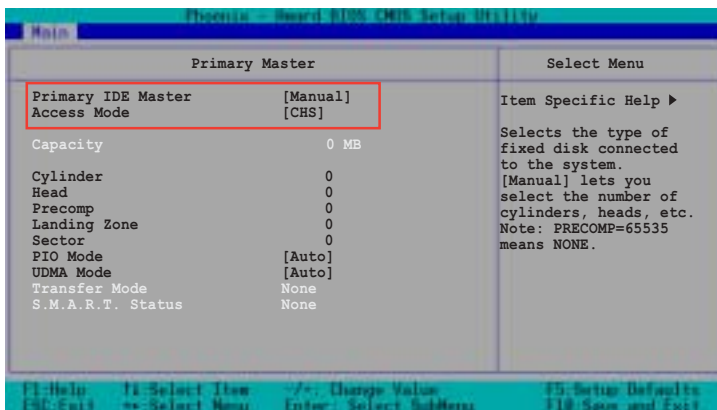 Phoenix - Award BIOS CMOS Setup Utility
Main
Primary Master
Select Menu
Primary IDE Master [Manual]
Access Mode [CHS]
Capacity 0 MB
Cylinder 0
Head 0
Precomp 0
Landing Zone 0
Sector 0
PIO Mode [Auto]
UDMA Mode [Auto]
Transfer Mode None
S.M.A.R.T. Status None
Item Specific Help ▶
Selects the type of
fixed disk connected
to the system.
[Manual] lets you
select the number of
cylinders, heads, etc.
Note: PRECOMP=65535
means NONE.
F1:Help ↑↓:Select Item -/+: Change Value F5:Setup Defaults
ESC:Exit ↔:Select Menu Enter: Select SubMenu F10:Save and Exit